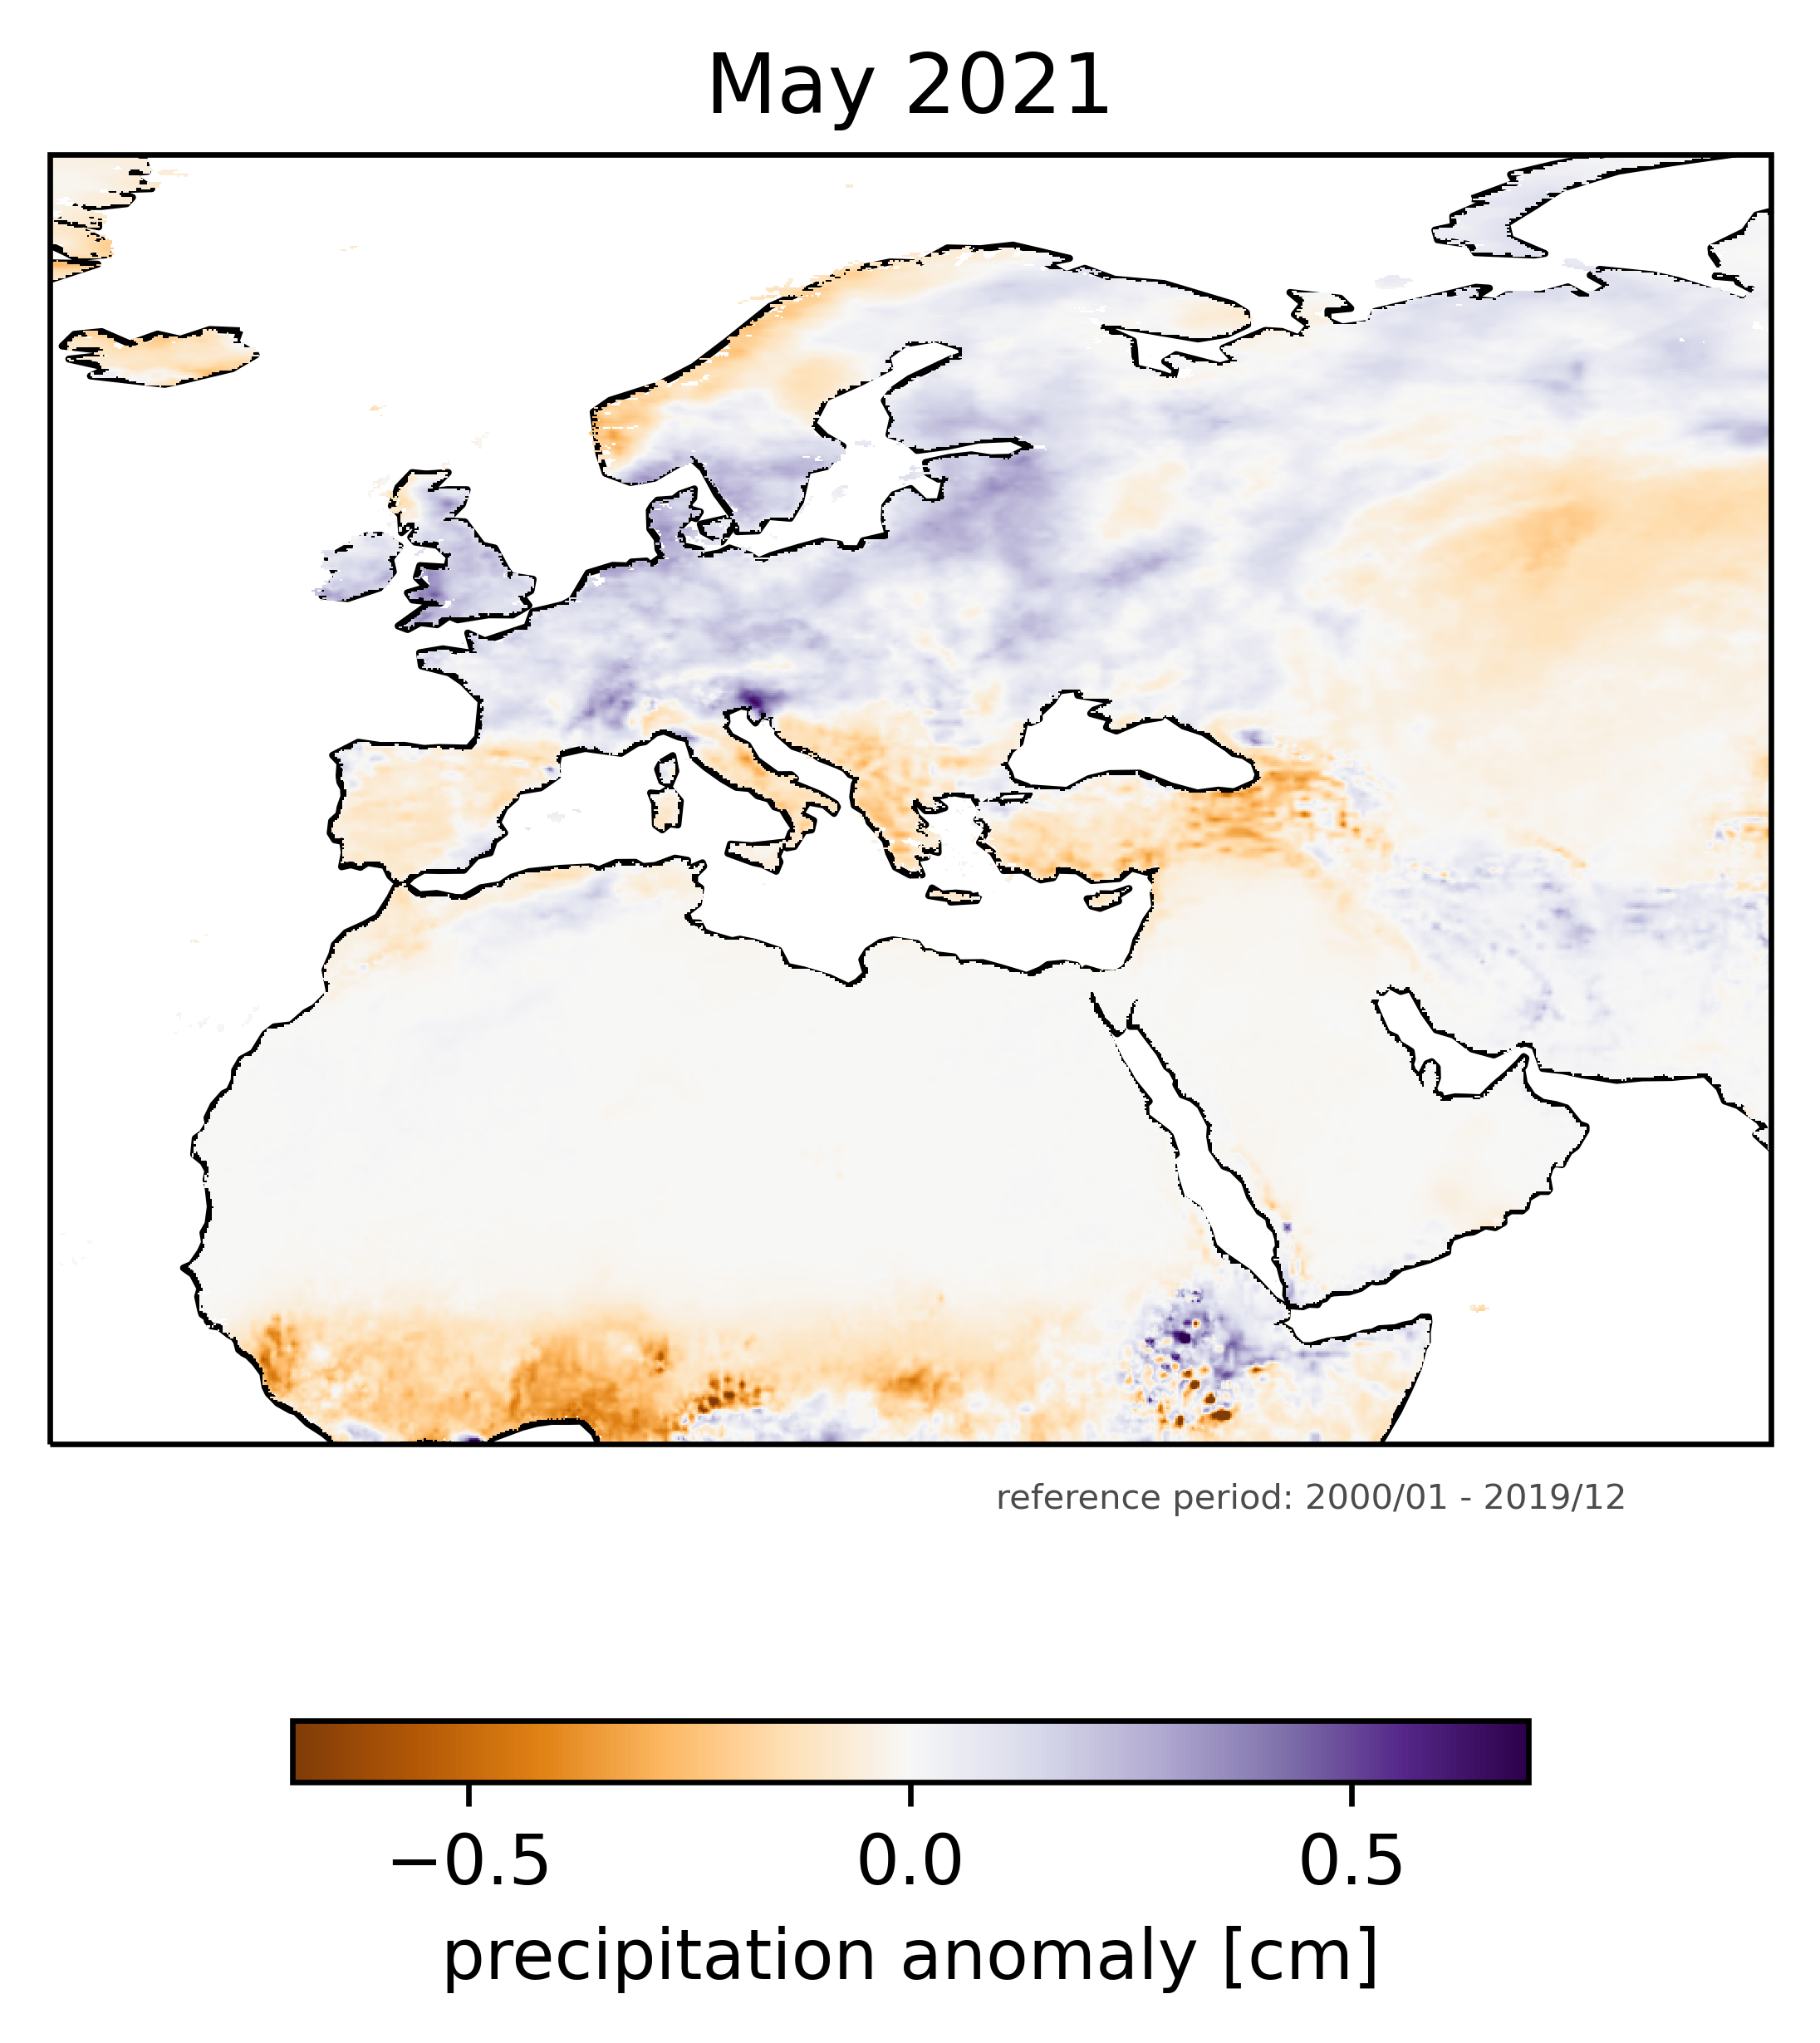 May 2021
reference period: 2000/01 - 2019/12
−0.5 0.0 0.5
precipitation anomaly [cm]